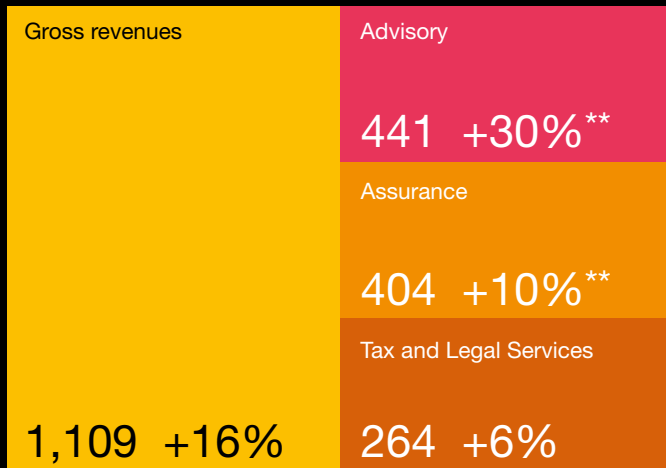 Gross revenues
1,109 +16%
Advisory
441 +30%**
Assurance
404 +10%**
Tax and Legal Services
264 +6%